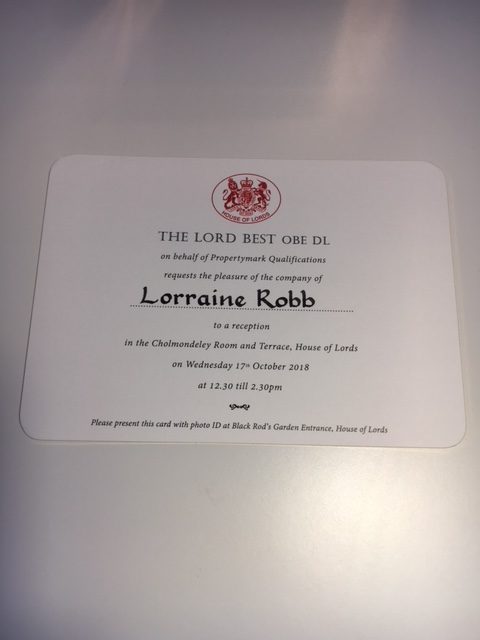 HOUSE OF LORDS
THE LORD BEST OBE DL
on behalf of Propertymark Qualifications
requests the pleasure of the company of
Lorraine Robb
to a reception
in the Cholmondeley Room and Terrace, House of Lords
on Wednesday 17th October 2018
at 12.30 till 2.30pm
Please present this card with photo ID at Black Rod's Garden Entrance, House of Lords